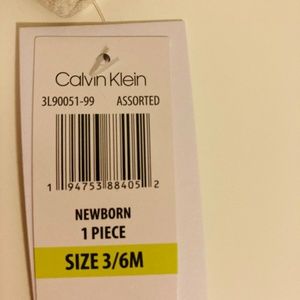 Calvin Klein
3L90051-99 ASSORTED
1 94753 88405 2
NEWBORN
1 PIECE
SIZE 3/6M